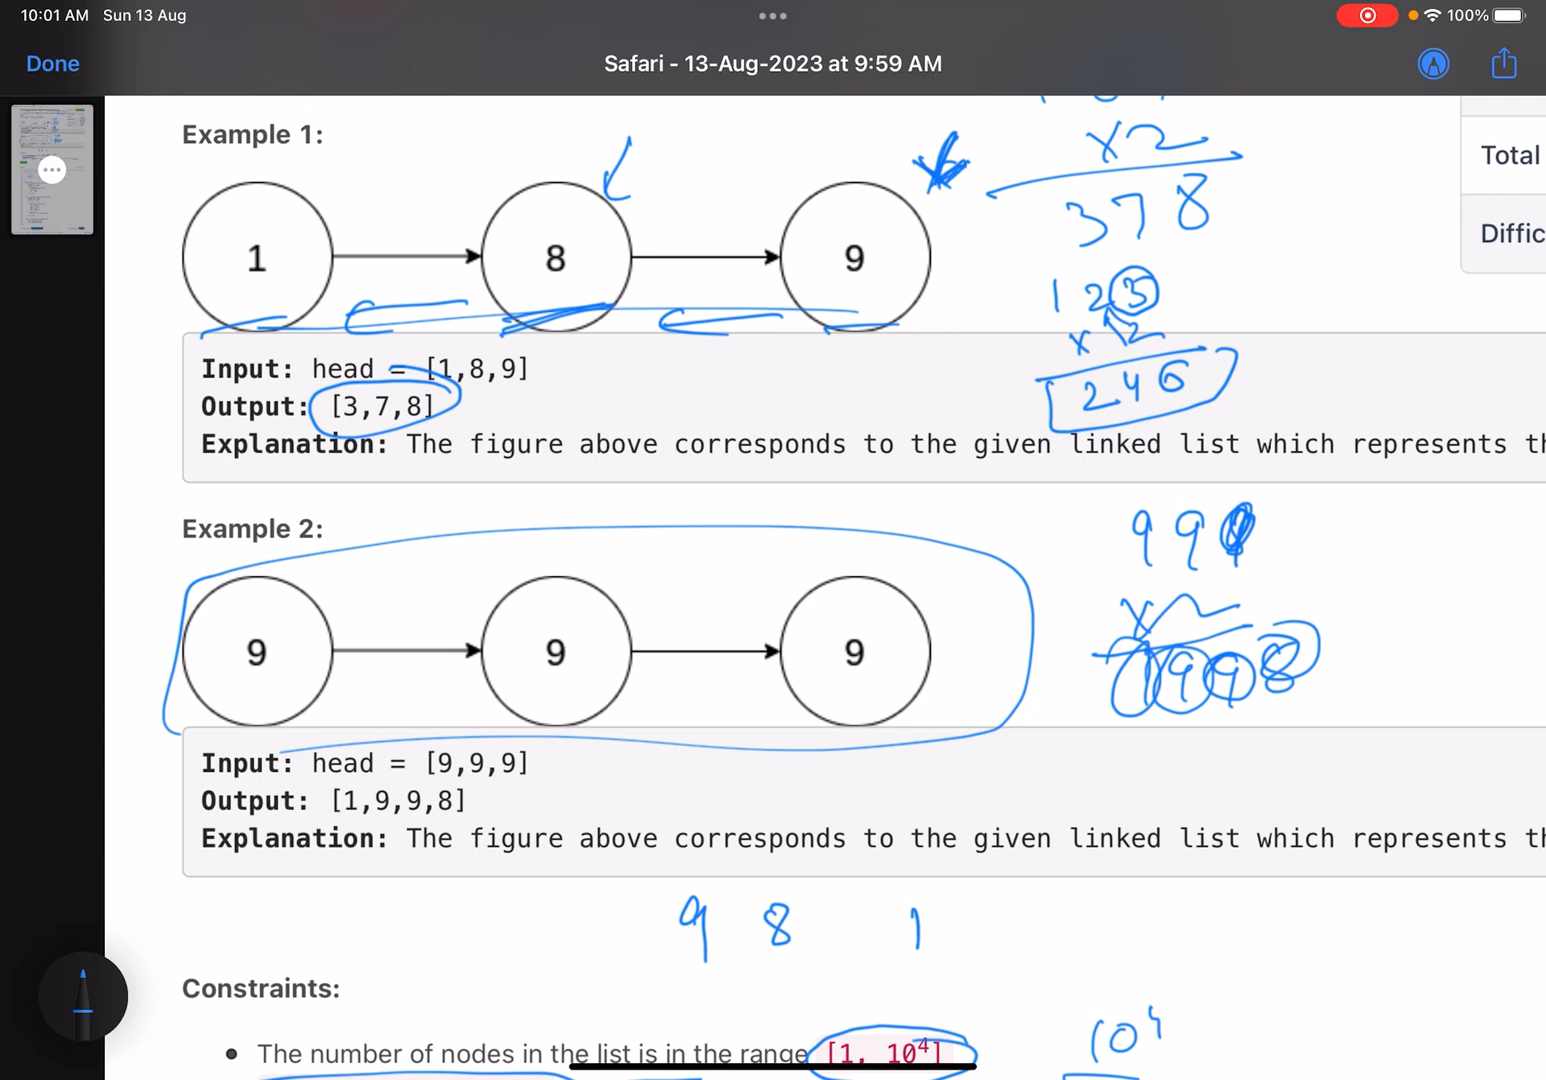 10:01 AM Sun 13 Aug
100%
Done
Safari - 13-Aug-2023 at 9:59 AM
Example 1:
x2
378
Total
Diffic
1 8 9
123
x2
246
Input: head = [1,8,9]
Output: [3,7,8]
Explanation: The figure above corresponds to the given linked list which represents th
Example 2:
999
x2
1998
9 9 9
Input: head = [9,9,9]
Output: [1,9,9,8]
Explanation: The figure above corresponds to the given linked list which represents th
9 8 1
Constraints:
10⁴
The number of nodes in the list is in the range [1, 10⁴]